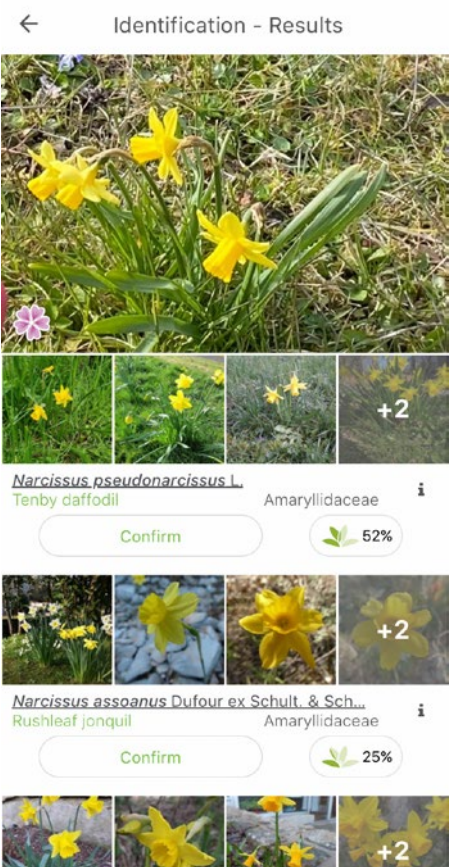 Identification - Results
+2
Narcissus pseudonarcissus L.
Tenby daffodil
Amaryllidaceae
i
Confirm
52%
+2
Narcissus assoanus Dufour ex Schult. & Sch...
Rushleaf jonquil
Amaryllidaceae
i
Confirm
25%
+2